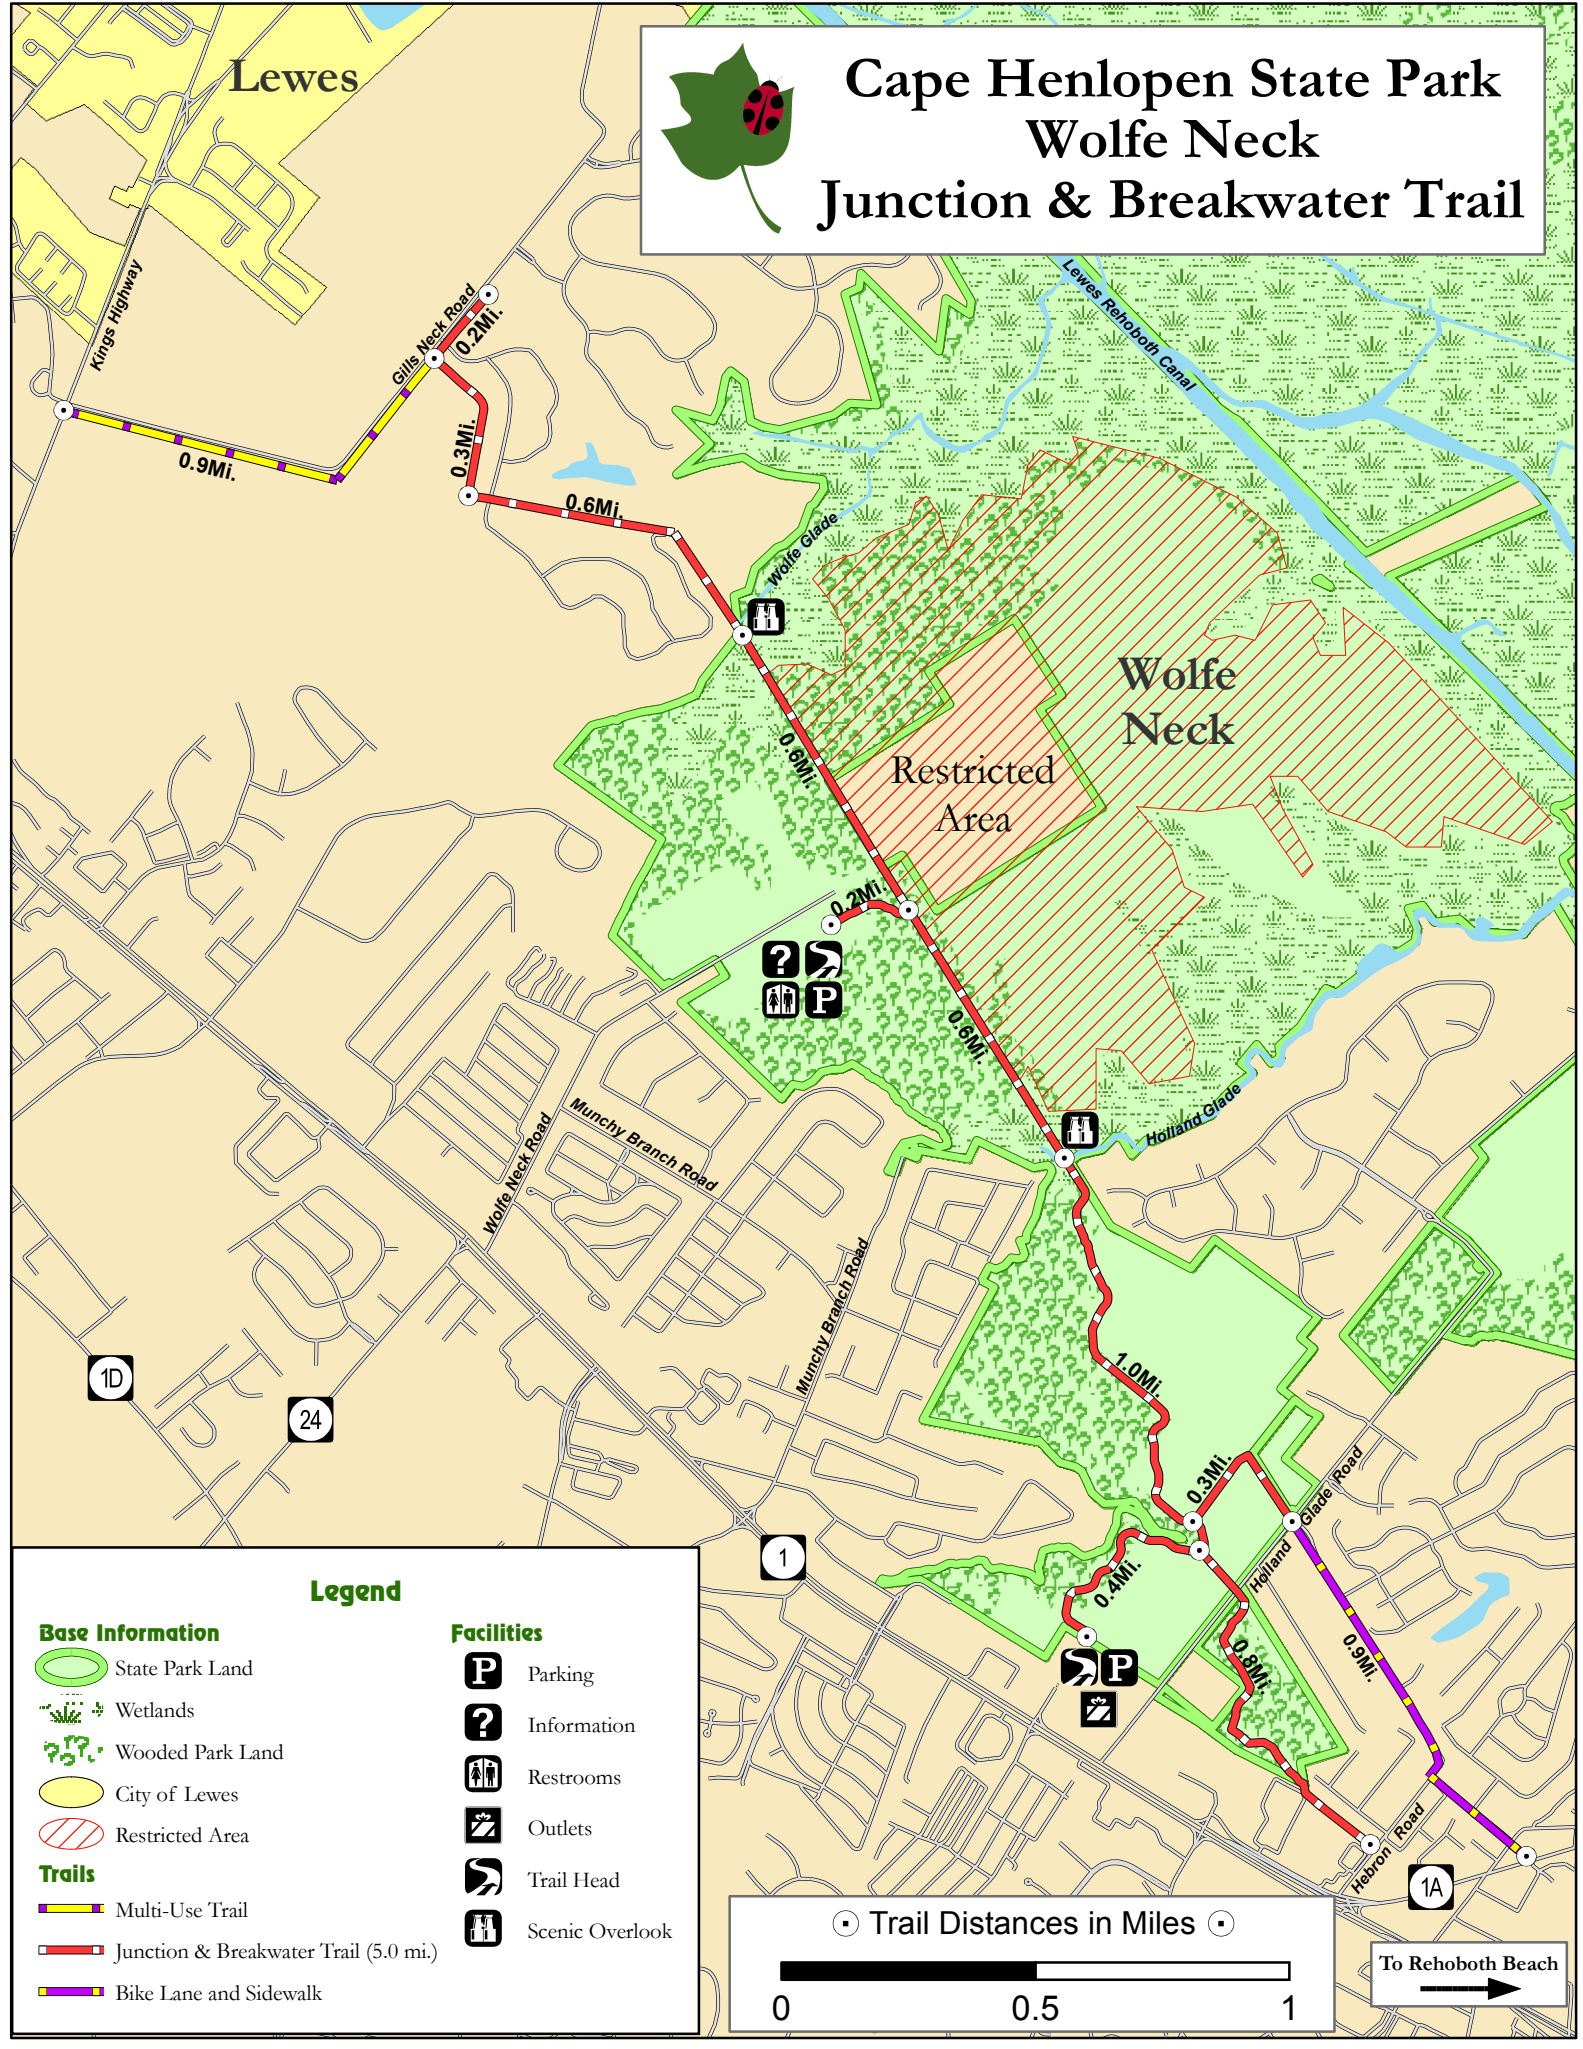 Cape Henlopen State Park
Wolfe Neck
Junction & Breakwater Trail
Lewes
Kings Highway
Gills Neck Road
0.2Mi.
0.9Mi.
0.3Mi.
0.6Mi.
Lewes Rehoboth Canal
Wolfe Glade
Wolfe
Neck
Restricted
Area
0.6Mi.
0.2Mi.
?
P
0.6Mi.
Holland Glade
Munchy Branch Road
Wolfe Neck Road
Munchy Branch Road
1D
24
1
1.0Mi.
0.3Mi.
Holland Glade Road
0.4Mi.
P
0.8Mi.
0.9Mi.
Hebron Road
1A
Legend
Base Information
State Park Land
Wetlands
Wooded Park Land
City of Lewes
Restricted Area
Trails
Multi-Use Trail
Junction & Breakwater Trail (5.0 mi.)
Bike Lane and Sidewalk
Facilities
P Parking
? Information
Restrooms
Outlets
Trail Head
Scenic Overlook
Trail Distances in Miles
0 0.5 1
To Rehoboth Beach